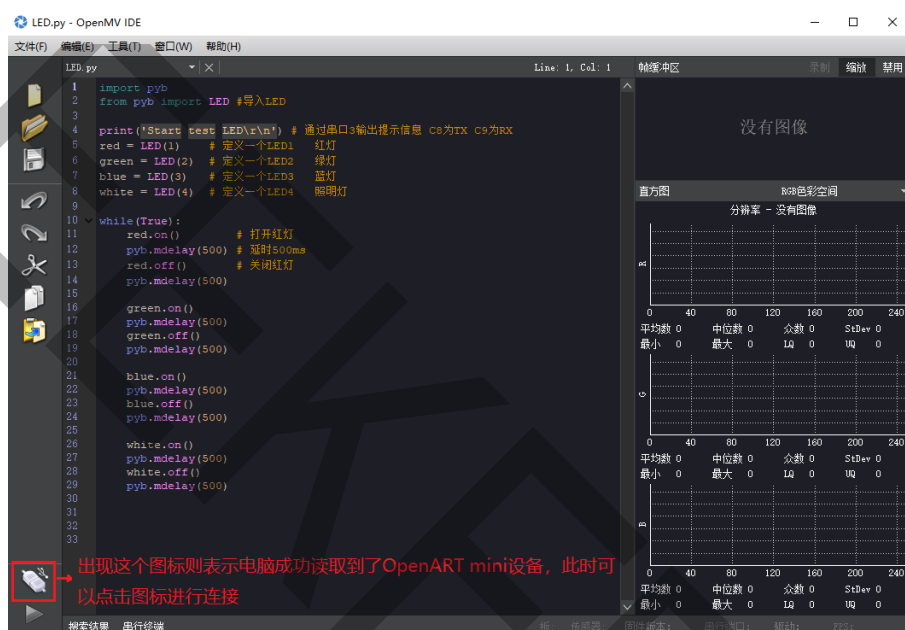 LED.py - OpenMV IDE
文件(F) 编辑(E) 工具(T) 窗口(W) 帮助(H)
LED.py Line: 1, Col: 1 帧缓冲区 录制 缩放 禁用
1 import pyb
2 from pyb import LED #导入LED
3
4 print('Start test LED\r\n') # 通过串口3输出提示信息 C8为TX C9为RX
5 red = LED(1) # 定义一个LED1 红灯
6 green = LED(2) # 定义一个LED2 绿灯
7 blue = LED(3) # 定义一个LED3 蓝灯
8 white = LED(4) # 定义一个LED4 照明灯
9
10 while(True):
11 red.on() # 打开红灯
12 pyb.mdelay(500) # 延时500ms
13 red.off() # 关闭红灯
14 pyb.mdelay(500)
15
16 green.on()
17 pyb.mdelay(500)
18 green.off()
19 pyb.mdelay(500)
20
21 blue.on()
22 pyb.mdelay(500)
23 blue.off()
24 pyb.mdelay(500)
25
26 white.on()
27 pyb.mdelay(500)
28 white.off()
29 pyb.mdelay(500)
30
31
32
33
没有图像
直方图 RGB色彩空间
分辨率 - 没有图像
R
0 40 80 120 160 200 240
平均数 0 中位数 0 众数 0 StDev 0
最小 0 最大 0 LQ 0 UQ 0
G
0 40 80 120 160 200 240
平均数 0 中位数 0 众数 0 StDev 0
最小 0 最大 0 LQ 0 UQ 0
B
0 40 80 120 160 200 240
平均数 0 中位数 0 众数 0 StDev 0
最小 0 最大 0 LQ 0 UQ 0
出现这个图标则表示电脑成功读取到了OpenART mini设备，此时可
以点击图标进行连接
搜索结果 串行终端 板: 传感器: 固件版本: 串行端口: 驱动: FPS: